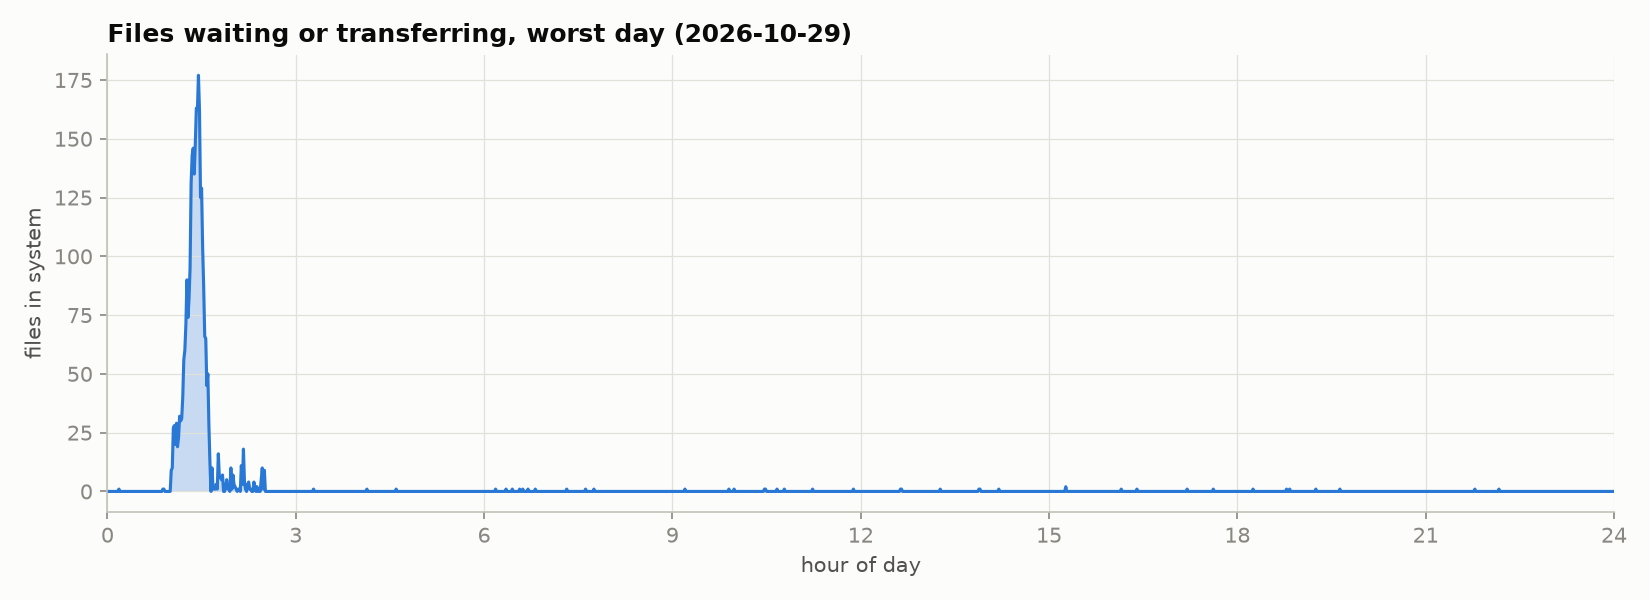 Files waiting or transferring, worst day (2026-10-29)
files in system
175
150
125
100
75
50
25
0
0 3 6 9 12 15 18 21 24
hour of day